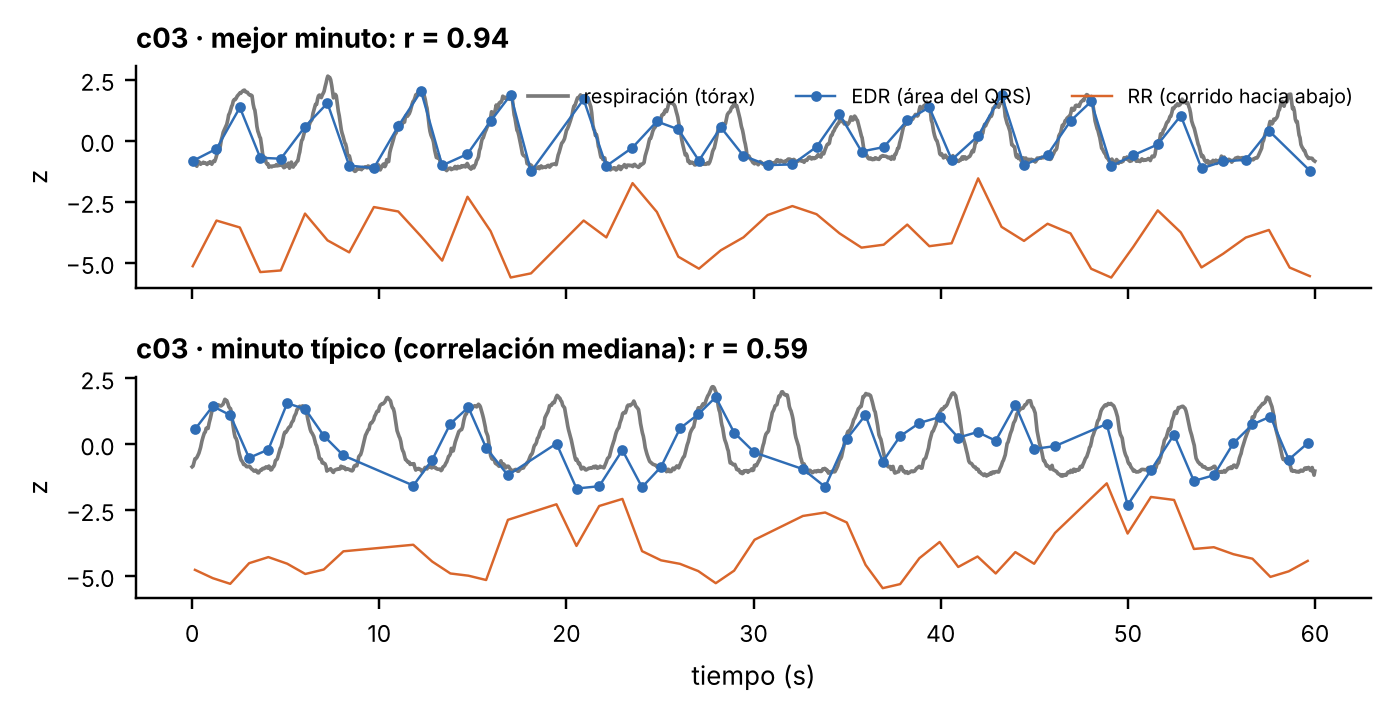 c03 · mejor minuto: r = 0.94
respiración (tórax) EDR (área del QRS) RR (corrido hacia abajo)
2.5
0.0
−2.5
−5.0
z
c03 · minuto típico (correlación mediana): r = 0.59
2.5
0.0
−2.5
−5.0
z
0 10 20 30 40 50 60
tiempo (s)